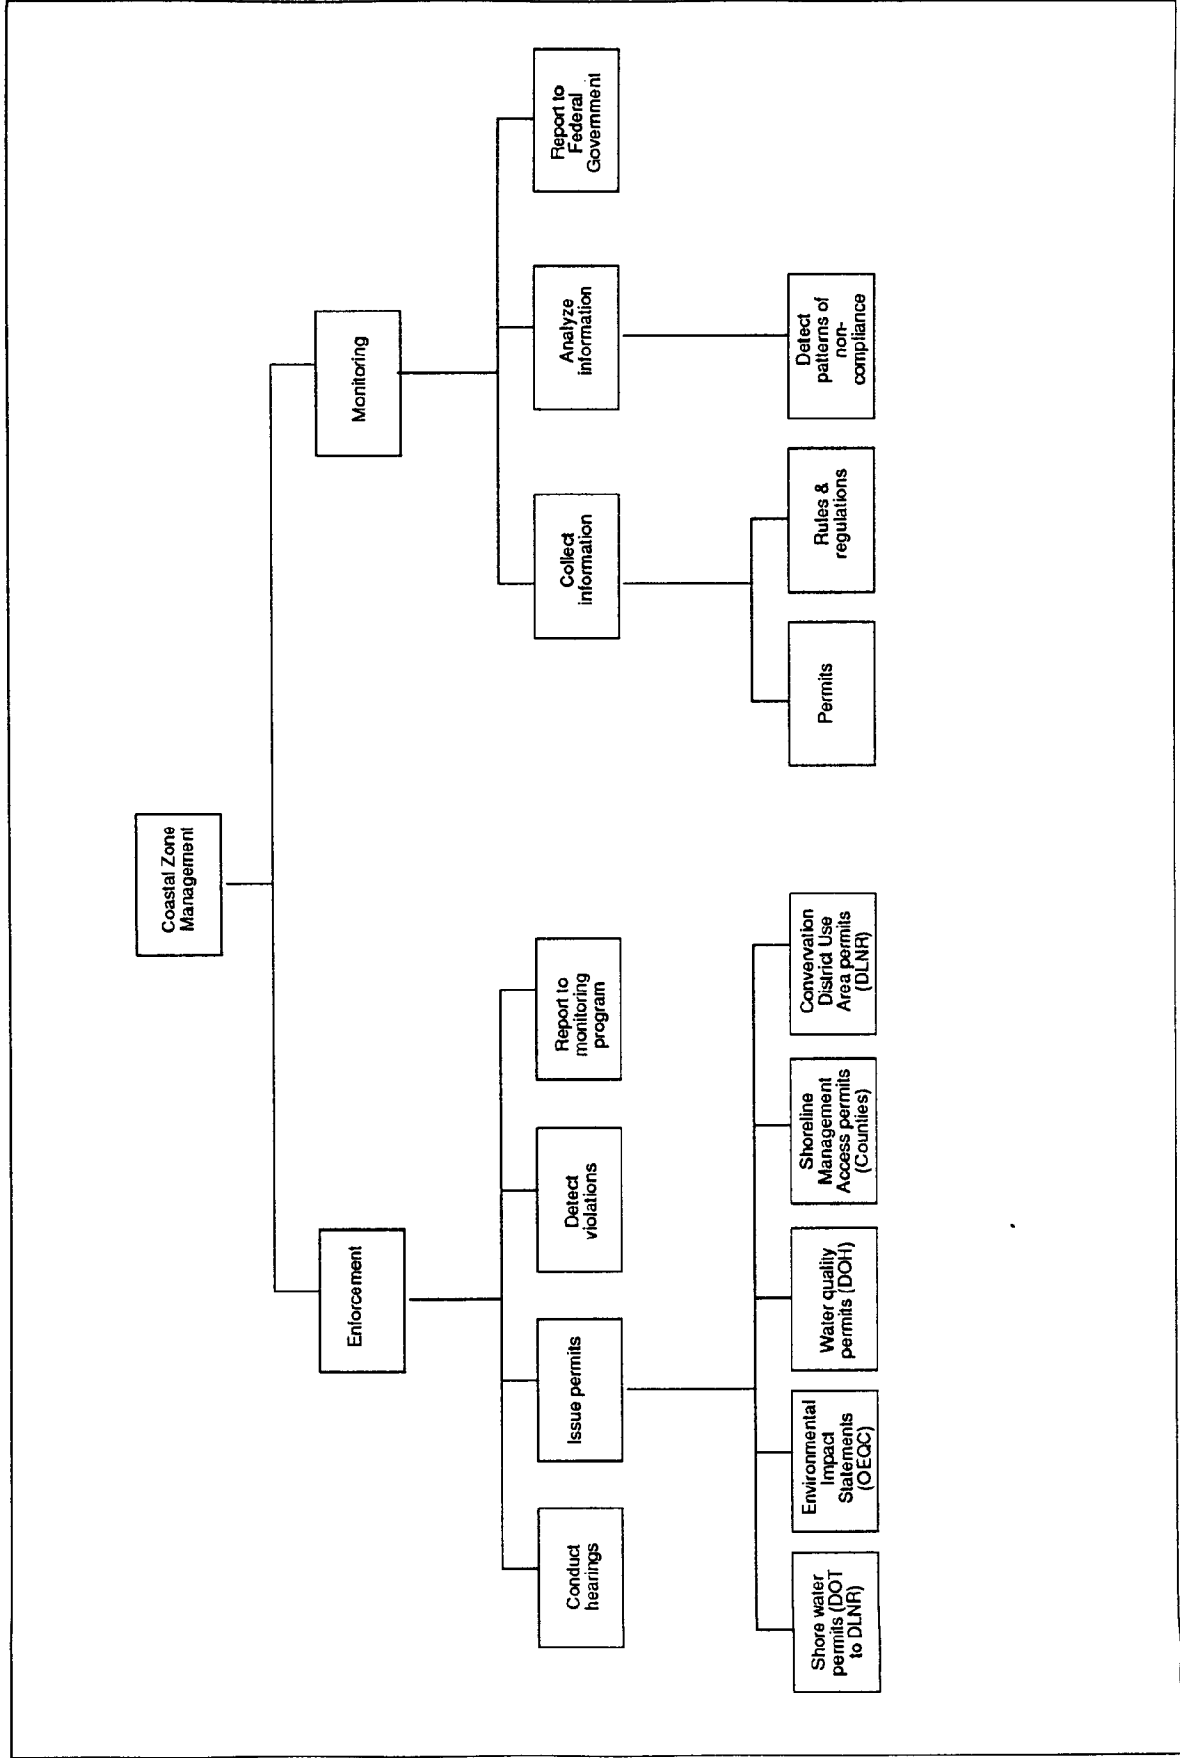 Coastal Zone
Management
Enforcement
Monitoring
Conduct
hearings
Issue permits
Detect
violations
Report to
monitoring
program
Collect
information
Analyze
information
Report to
Federal
Government
Shore water
permits (DOT
to DLNR)
Environmental
Impact
Statements
(OEQC)
Water quality
permits (DOH)
Shoreline
Management
Access permits
(Counties)
Convervation
District Use
Area permits
(DLNR)
Permits
Rules &
regulations
Detect
patterns of
non-
compliance